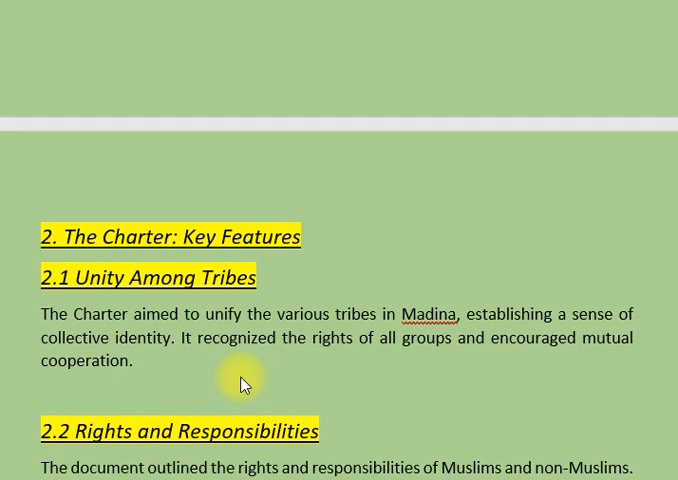 2. The Charter: Key Features
2.1 Unity Among Tribes
The Charter aimed to unify the various tribes in Madina, establishing a sense of
collective identity. It recognized the rights of all groups and encouraged mutual
cooperation.
2.2 Rights and Responsibilities
The document outlined the rights and responsibilities of Muslims and non-Muslims.